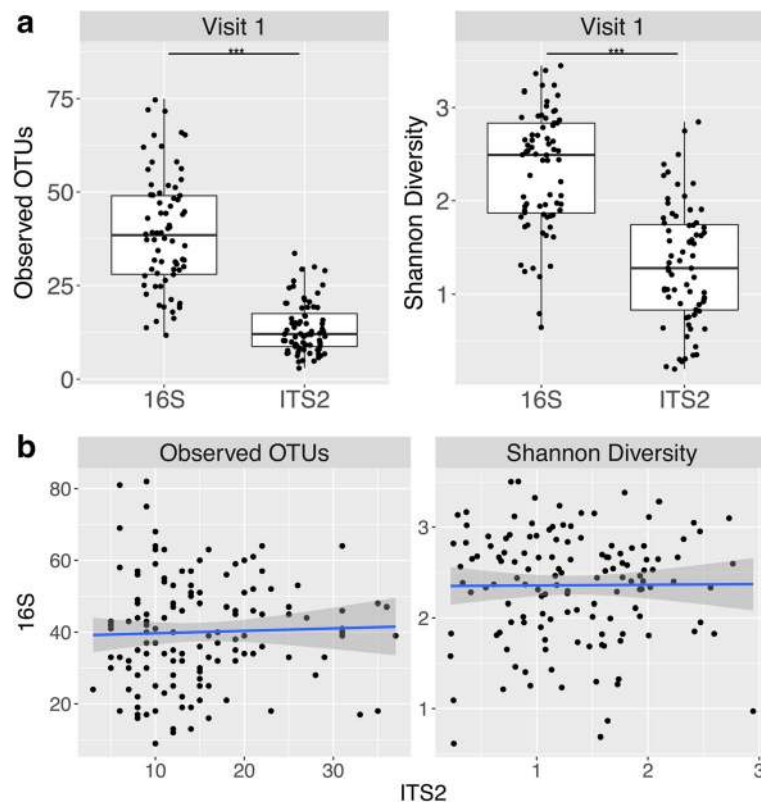 a
Visit 1
***
Observed OTUs
75
50
25
0
16S
ITS2
Visit 1
***
Shannon Diversity
3
2
1
16S
ITS2
b
Observed OTUs
Shannon Diversity
16S
80
60
40
20
10
20
30
3
2
1
1
2
3
ITS2